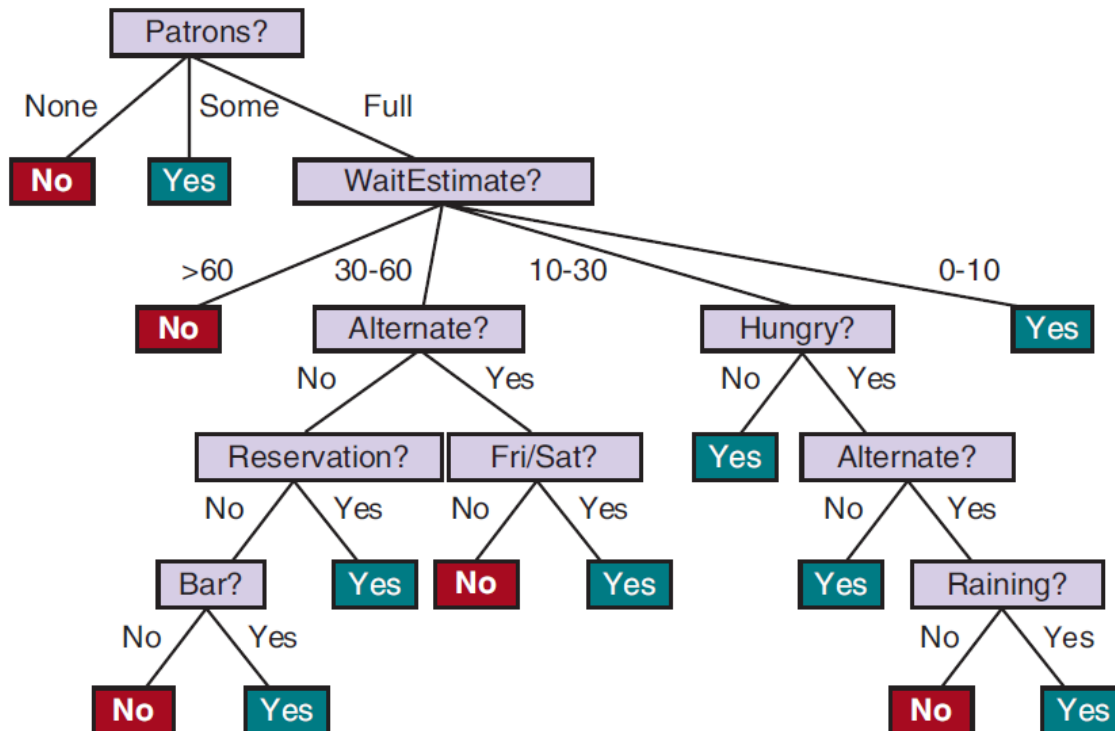 Patrons?
None Some Full
No Yes WaitEstimate?
>60 30-60 10-30 0-10
No Alternate? Hungry? Yes
No Yes No Yes
Reservation? Fri/Sat? Yes Alternate?
No Yes No Yes No Yes
Bar? Yes No Yes Yes Raining?
No Yes No Yes
No Yes No Yes